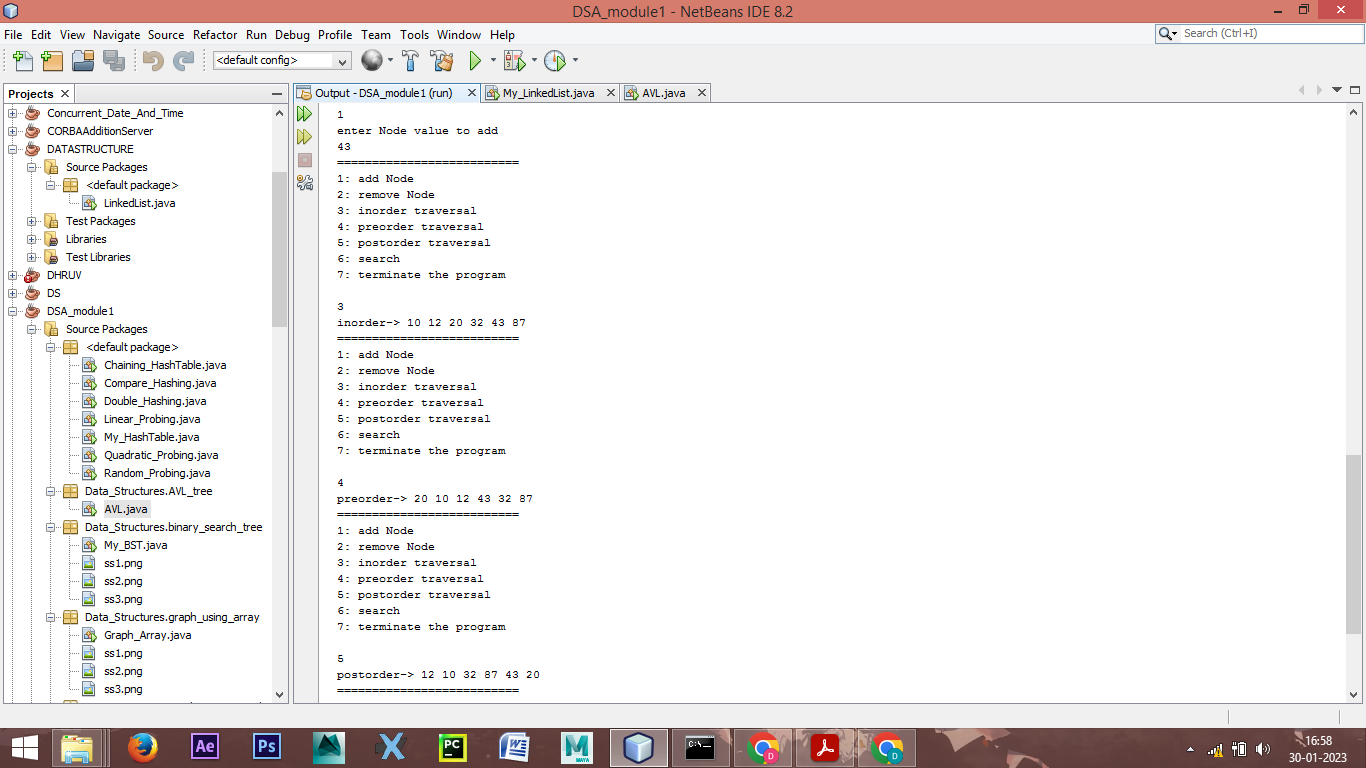 DSA_module1 - NetBeans IDE 8.2
File Edit View Navigate Source Refactor Run Debug Profile Team Tools Window Help
Search (Ctrl+I)
<default config>
Projects
Concurrent_Date_And_Time
CORBAAdditionServer
DATASTRUCTURE
Source Packages
<default package>
LinkedList.java
Test Packages
Libraries
Test Libraries
DHRUV
DS
DSA_module1
Source Packages
<default package>
Chaining_HashTable.java
Compare_Hashing.java
Double_Hashing.java
Linear_Probing.java
My_HashTable.java
Quadratic_Probing.java
Random_Probing.java
Data_Structures.AVL_tree
AVL.java
Data_Structures.binary_search_tree
My_BST.java
ss1.png
ss2.png
ss3.png
Data_Structures.graph_using_array
Graph_Array.java
ss1.png
ss2.png
ss3.png
Output - DSA_module1 (run) My_LinkedList.java AVL.java
1
enter Node value to add
43
==========================
1: add Node
2: remove Node
3: inorder traversal
4: preorder traversal
5: postorder traversal
6: search
7: terminate the program
3
inorder-> 10 12 20 32 43 87
==========================
1: add Node
2: remove Node
3: inorder traversal
4: preorder traversal
5: postorder traversal
6: search
7: terminate the program
4
preorder-> 20 10 12 43 32 87
==========================
1: add Node
2: remove Node
3: inorder traversal
4: preorder traversal
5: postorder traversal
6: search
7: terminate the program
5
postorder-> 12 10 32 87 43 20
==========================
Ae Ps X PC W M MAYA C:\. D D
16:58
30-01-2023